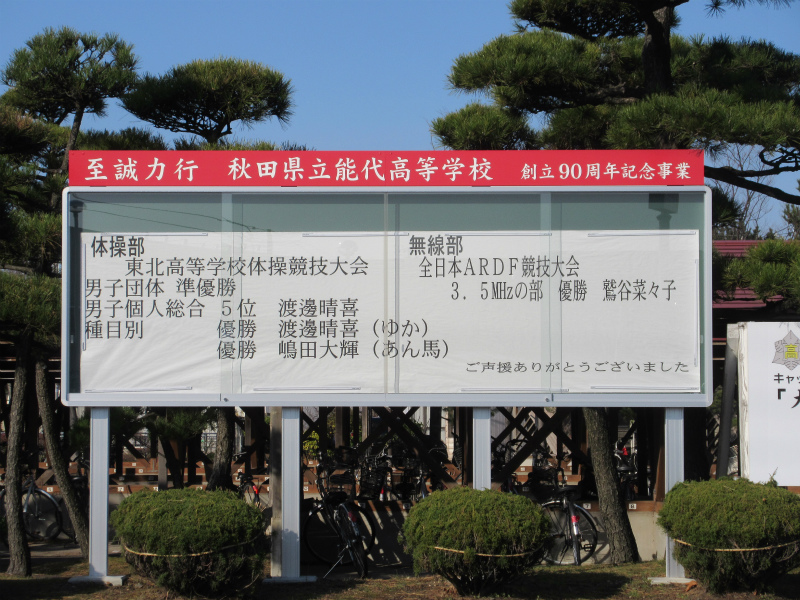 至誠力行 秋田県立能代高等学校 創立90周年記念事業
体操部
東北高等学校体操競技大会
男子団体 準優勝
男子個人総合 5位 渡邊晴喜
種目別 優勝 渡邊晴喜(ゆか)
優勝 嶋田大輝(あん馬)
無線部
全日本ARDF競技大会
3.5MHzの部 優勝 鷲谷菜々子
ご声援ありがとうございました
高
キャッ
「